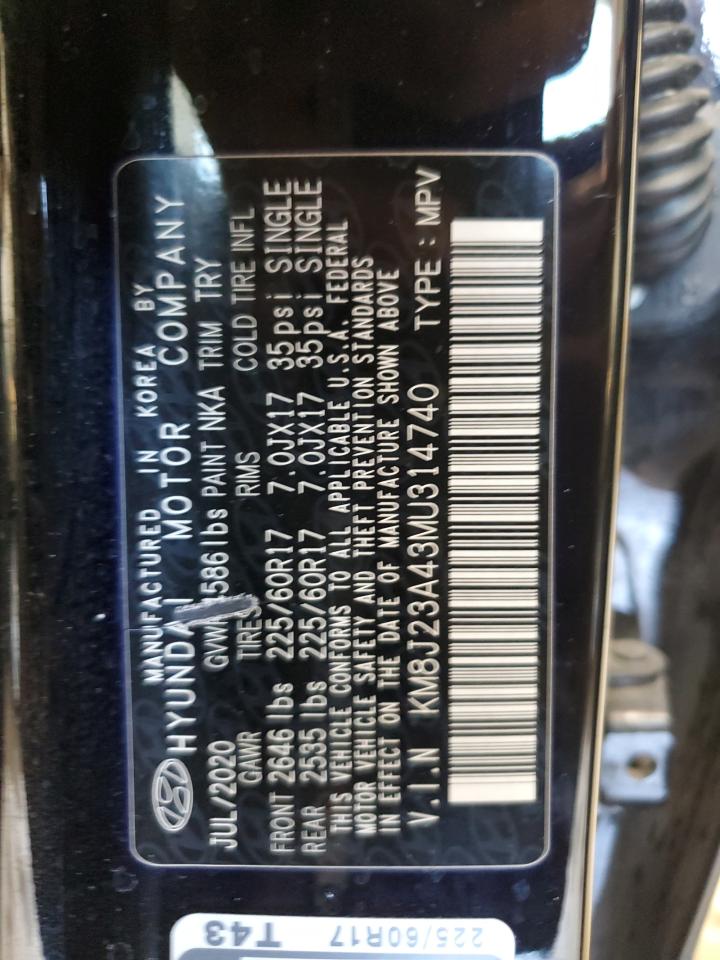 MANUFACTURED IN KOREA BY
HYUNDAI MOTOR COMPANY
JUL/2020 GVWR 5861lbs PAINT NKA TRIM TRY
GAWR TIRES RIMS COLD TIRE INFL
FRONT 2646 lbs 225/60R17 7.0JX17 35psi SINGLE
REAR 2535 lbs 225/60R17 7.0JX17 35psi SINGLE
THIS VEHICLE CONFORMS TO ALL APPLICABLE U.S.A. FEDERAL
MOTOR VEHICLE SAFETY AND THEFT PREVENTION STANDARDS
IN EFFECT ON THE DATE OF MANUFACTURE SHOWN ABOVE
V.I.N KM8J23A43MU314740 TYPE : MPV
225/60R17 T43